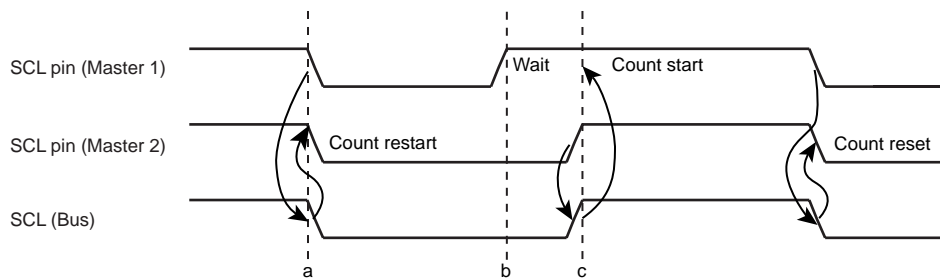 SCL pin (Master 1)
Wait
Count start
SCL pin (Master 2)
Count restart
Count reset
SCL (Bus)
a
b
c